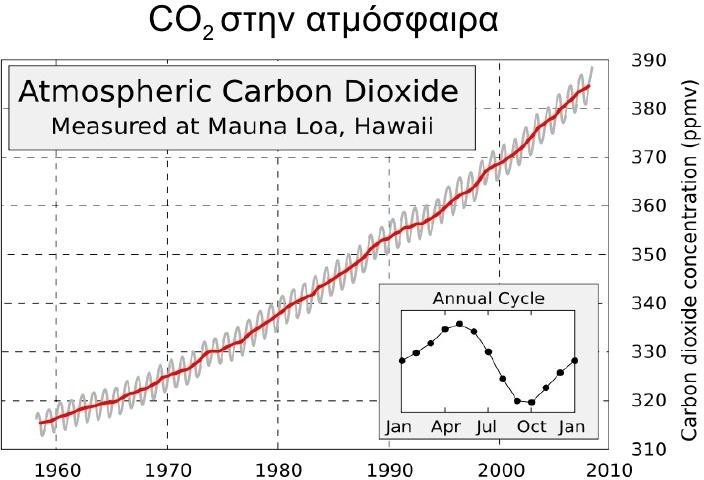 CO2 στην ατμόσφαιρα
Atmospheric Carbon Dioxide
Measured at Mauna Loa, Hawaii
390
380
370
360
350
340
330
320
310
Carbon dioxide concentration (ppmv)
Annual Cycle
Jan Apr Jul Oct Jan
1960 1970 1980 1990 2000 2010